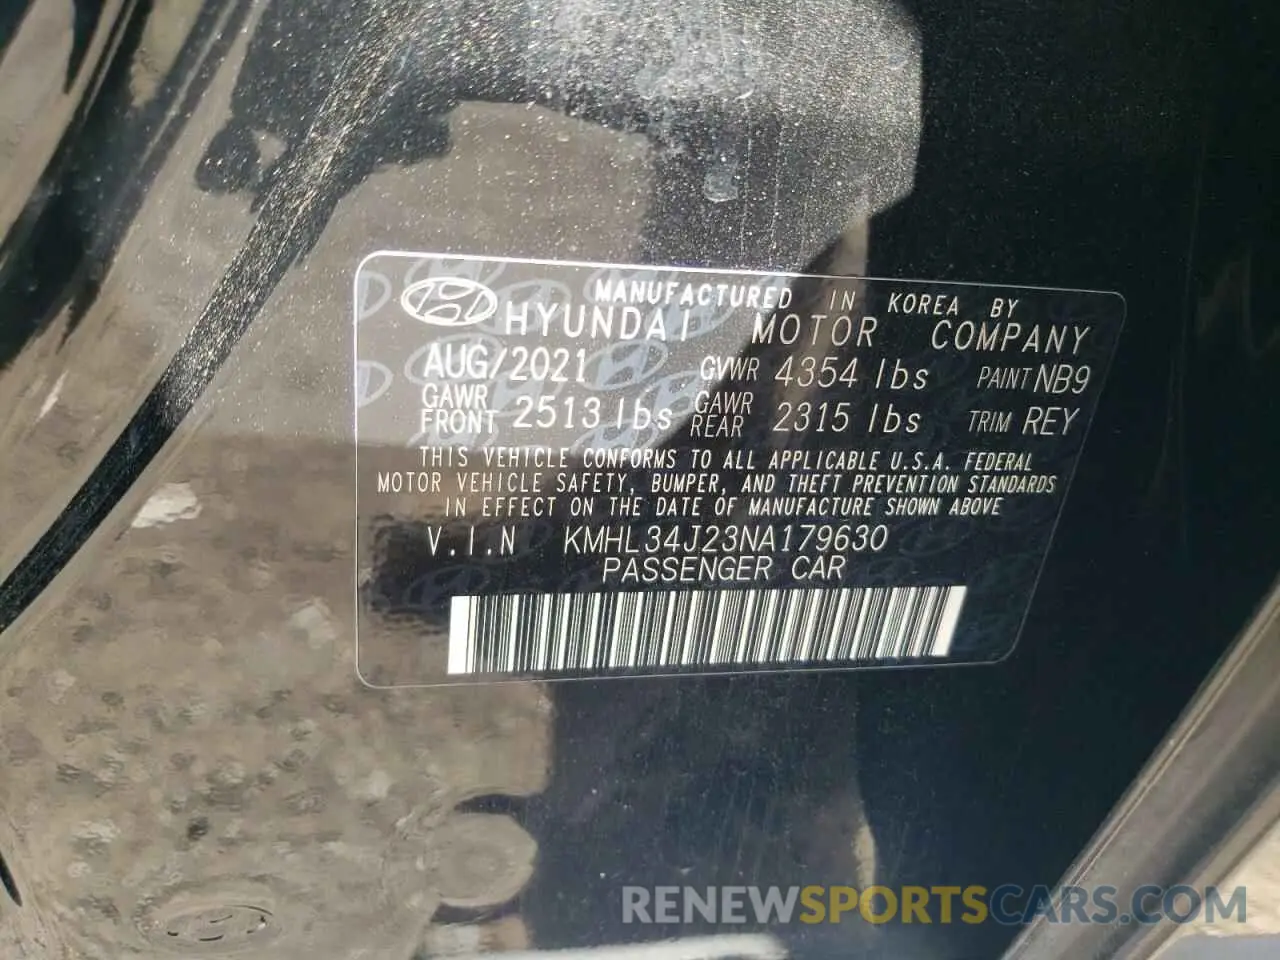 MANUFACTURED IN KOREA BY
HYUNDAI MOTOR COMPANY
AUG/2021 GVWR 4354 lbs PAINT NB9
GAWR FRONT 2513 lbs GAWR REAR 2315 lbs TRIM REY
THIS VEHICLE CONFORMS TO ALL APPLICABLE U.S.A. FEDERAL
MOTOR VEHICLE SAFETY, BUMPER, AND THEFT PREVENTION STANDARDS
IN EFFECT ON THE DATE OF MANUFACTURE SHOWN ABOVE
V.I.N KMHL34J23NA179630
PASSENGER CAR
RENEWSPORTSCARS.COM